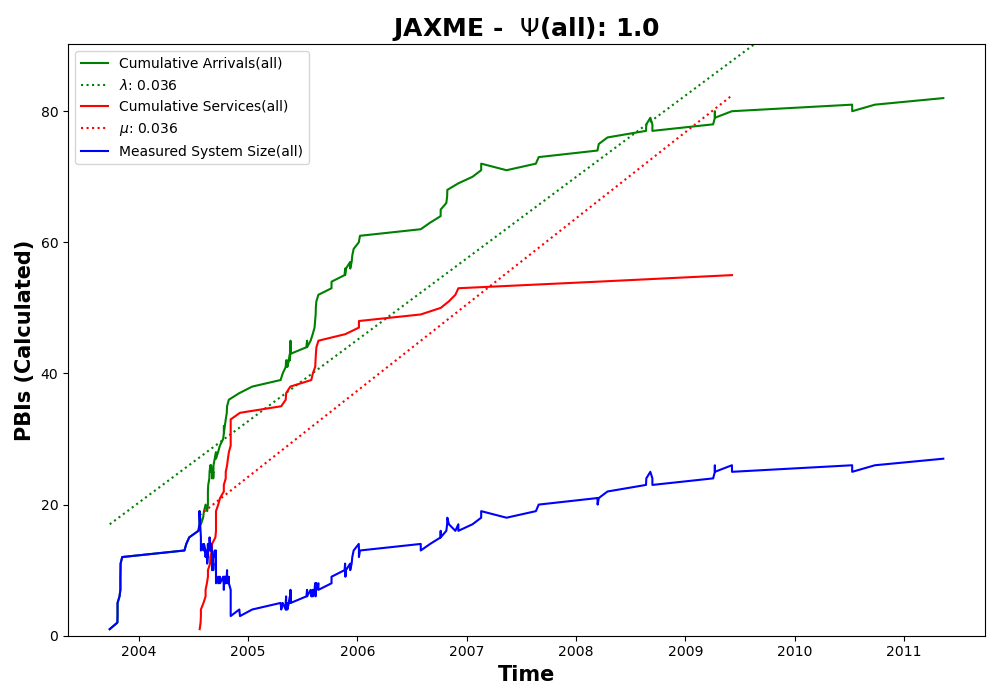 JAXME - Ψ(all): 1.0
Cumulative Arrivals(all)
λ: 0.036
Cumulative Services(all)
μ: 0.036
Measured System Size(all)
PBIs (Calculated)
80
60
40
20
0
2004 2005 2006 2007 2008 2009 2010 2011
Time